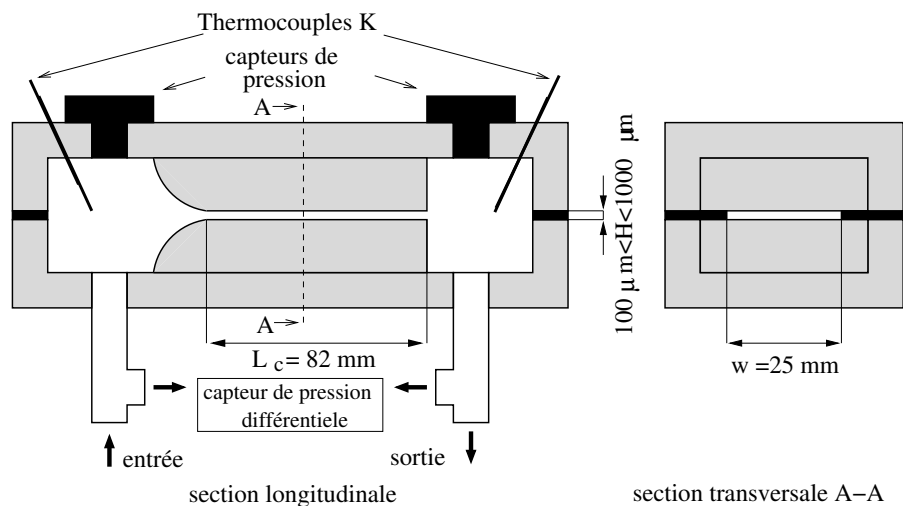 Thermocouples K
capteurs de
pression
A
A
100 μm<H<1000 μm
L c= 82 mm
w =25 mm
capteur de pression
différentiele
entrée
sortie
section longitudinale
section transversale A–A